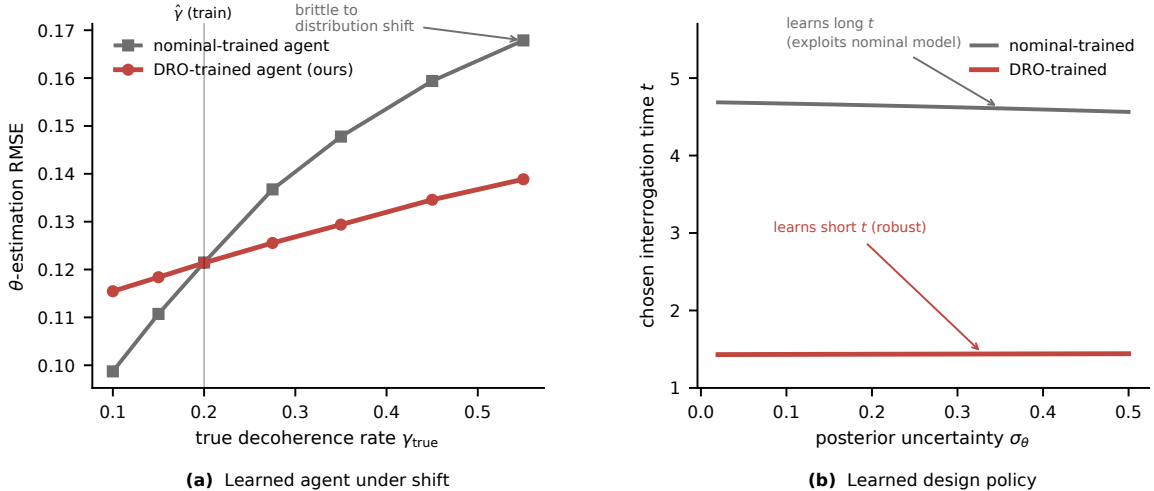 γ̂ (train)
brittle to
distribution shift
nominal-trained agent
DRO-trained agent (ours)
0.17
0.16
0.15
0.14
0.13
0.12
0.11
0.10
θ-estimation RMSE
0.1
0.2
0.3
0.4
0.5
true decoherence rate γtrue
(a) Learned agent under shift
learns long t
(exploits nominal model)
nominal-trained
DRO-trained
learns short t (robust)
5
4
3
2
1
chosen interrogation time t
0.0
0.1
0.2
0.3
0.4
0.5
posterior uncertainty σθ
(b) Learned design policy